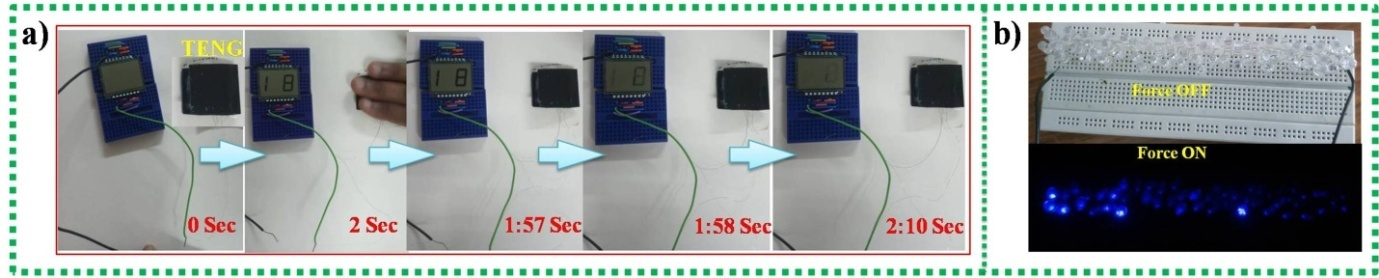 a)
TENG
18
18
18
0 Sec
2 Sec
1:57 Sec
1:58 Sec
2:10 Sec
b)
Force OFF
Force ON